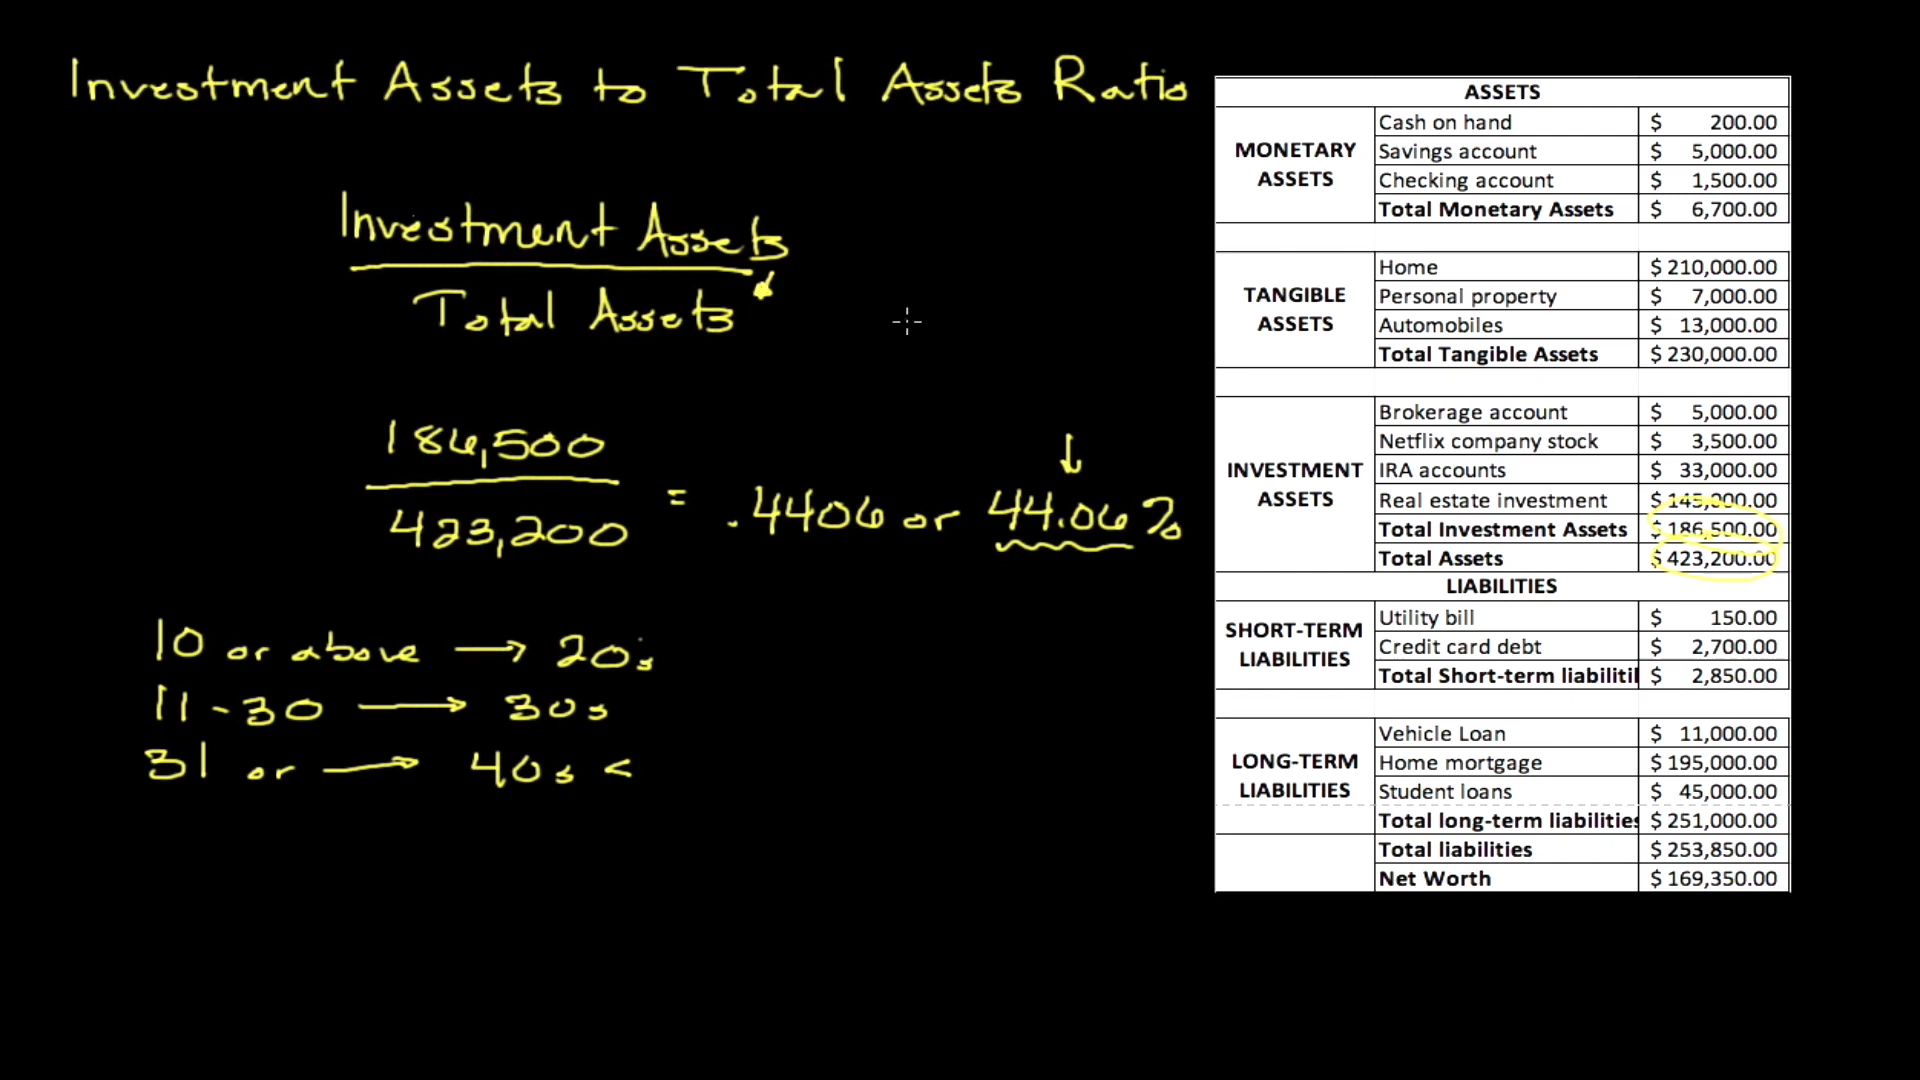 Investment Assets to Total Assets Ratio
Investment Assets
Total Assets
186,500
423,200
= .4406 or 44.06%
10 or above → 20s
11-30 → 30s
31 or → 40s <
ASSETS
MONETARY ASSETS
Cash on hand $ 200.00
Savings account $ 5,000.00
Checking account $ 1,500.00
Total Monetary Assets $ 6,700.00
TANGIBLE ASSETS
Home $ 210,000.00
Personal property $ 7,000.00
Automobiles $ 13,000.00
Total Tangible Assets $ 230,000.00
INVESTMENT ASSETS
Brokerage account $ 5,000.00
Netflix company stock $ 3,500.00
IRA accounts $ 33,000.00
Real estate investment $ 145,000.00
Total Investment Assets $ 186,500.00
Total Assets $ 423,200.00
LIABILITIES
SHORT-TERM LIABILITIES
Utility bill $ 150.00
Credit card debt $ 2,700.00
Total Short-term liabilitil $ 2,850.00
LONG-TERM LIABILITIES
Vehicle Loan $ 11,000.00
Home mortgage $ 195,000.00
Student loans $ 45,000.00
Total long-term liabilities $ 251,000.00
Total liabilities $ 253,850.00
Net Worth $ 169,350.00